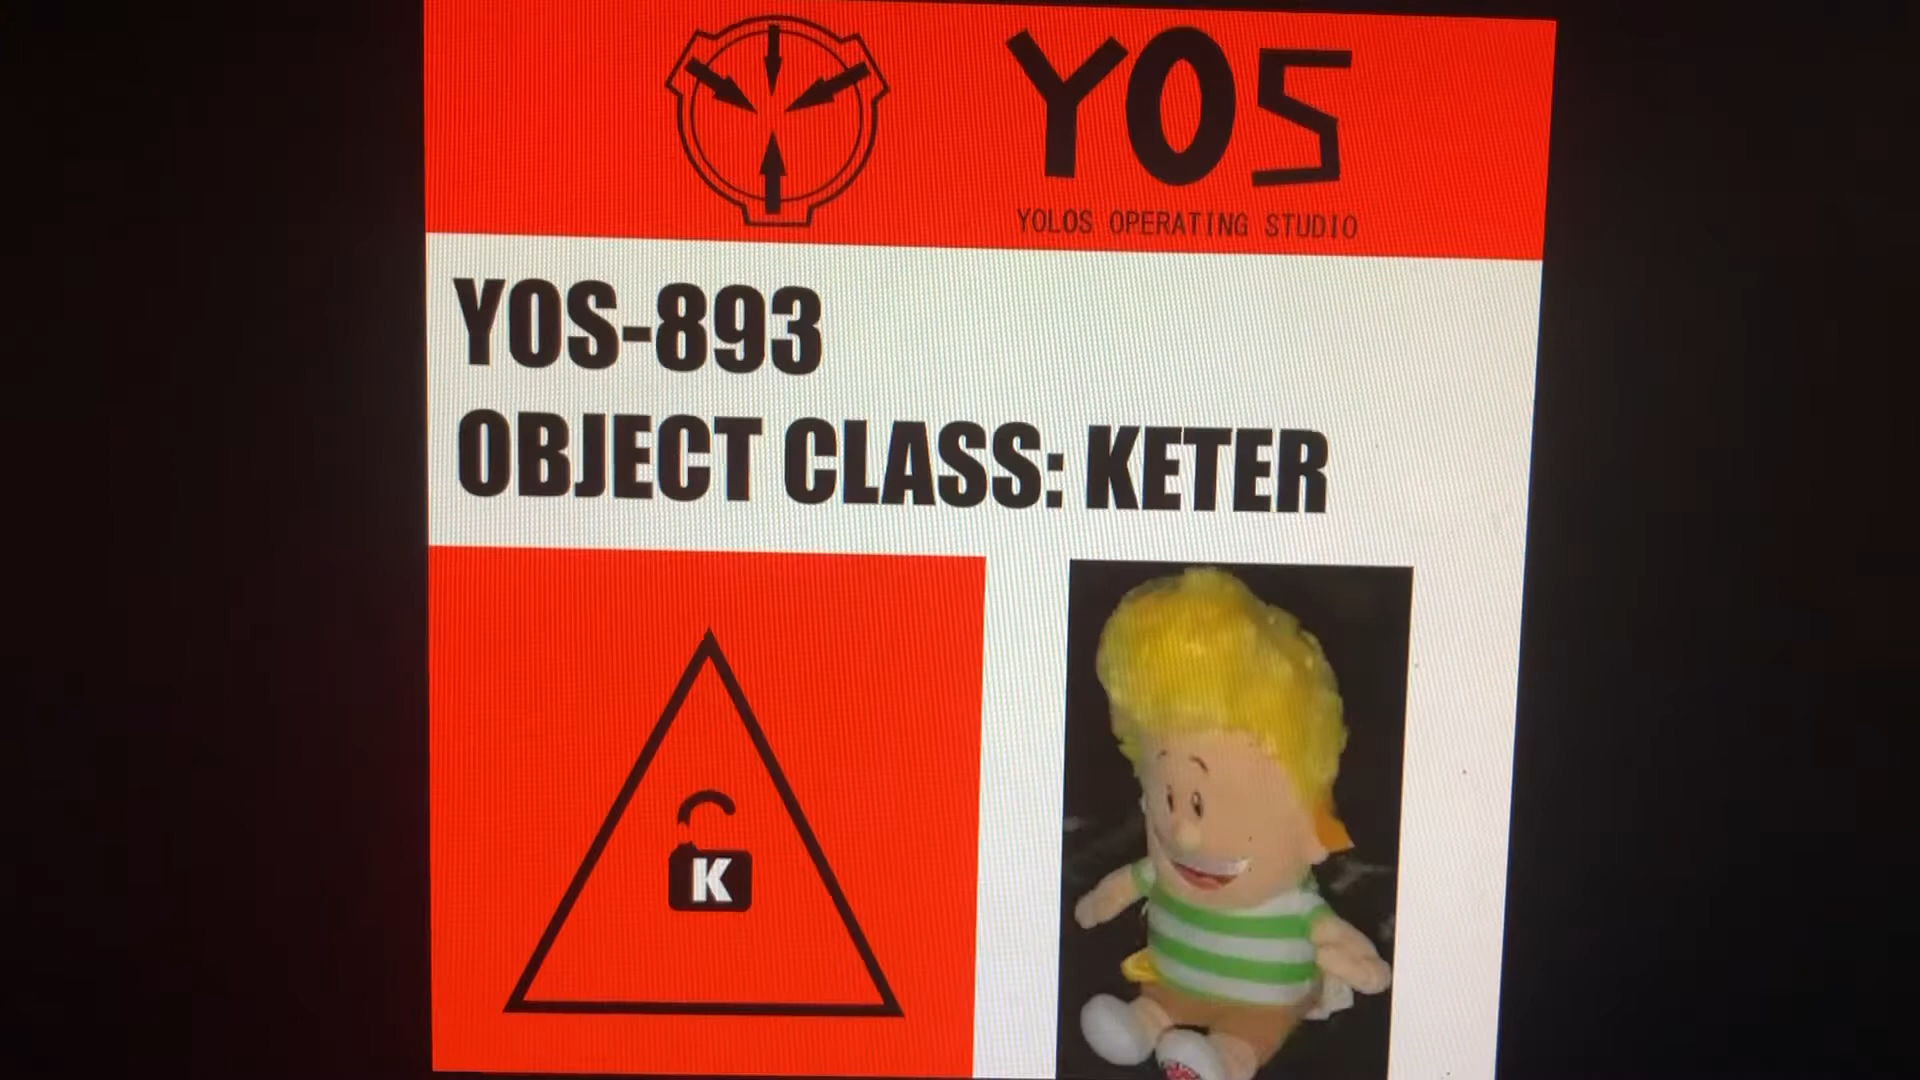 YOS
YOLOS OPERATING STUDIO
YOS-893
OBJECT CLASS: KETER
K